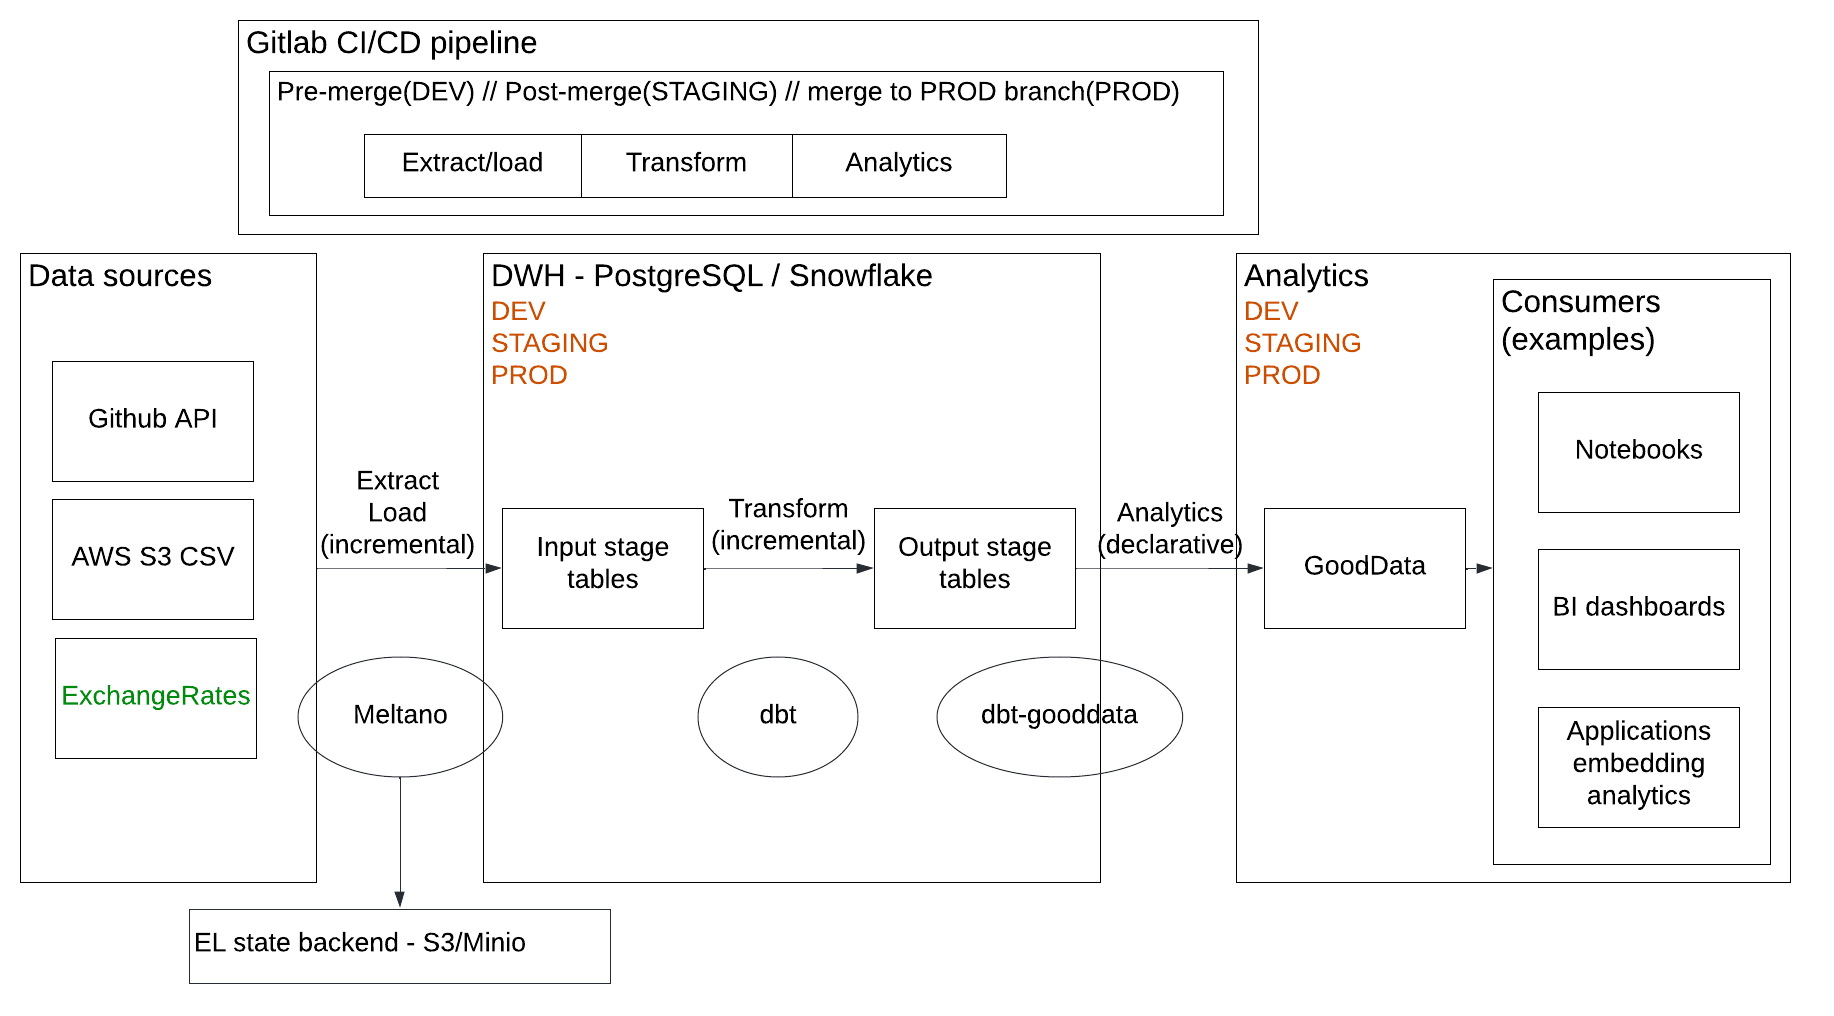 Gitlab CI/CD pipeline
Pre-merge(DEV) // Post-merge(STAGING) // merge to PROD branch(PROD)
Extract/load
Transform
Analytics
Data sources
Github API
AWS S3 CSV
ExchangeRates
Extract
Load
(incremental)
Meltano
EL state backend - S3/Minio
DWH - PostgreSQL / Snowflake
DEV
STAGING
PROD
Input stage
tables
Transform
(incremental)
dbt
Output stage
tables
dbt-gooddata
Analytics
(declarative)
Analytics
DEV
STAGING
PROD
GoodData
Consumers
(examples)
Notebooks
BI dashboards
Applications
embedding
analytics